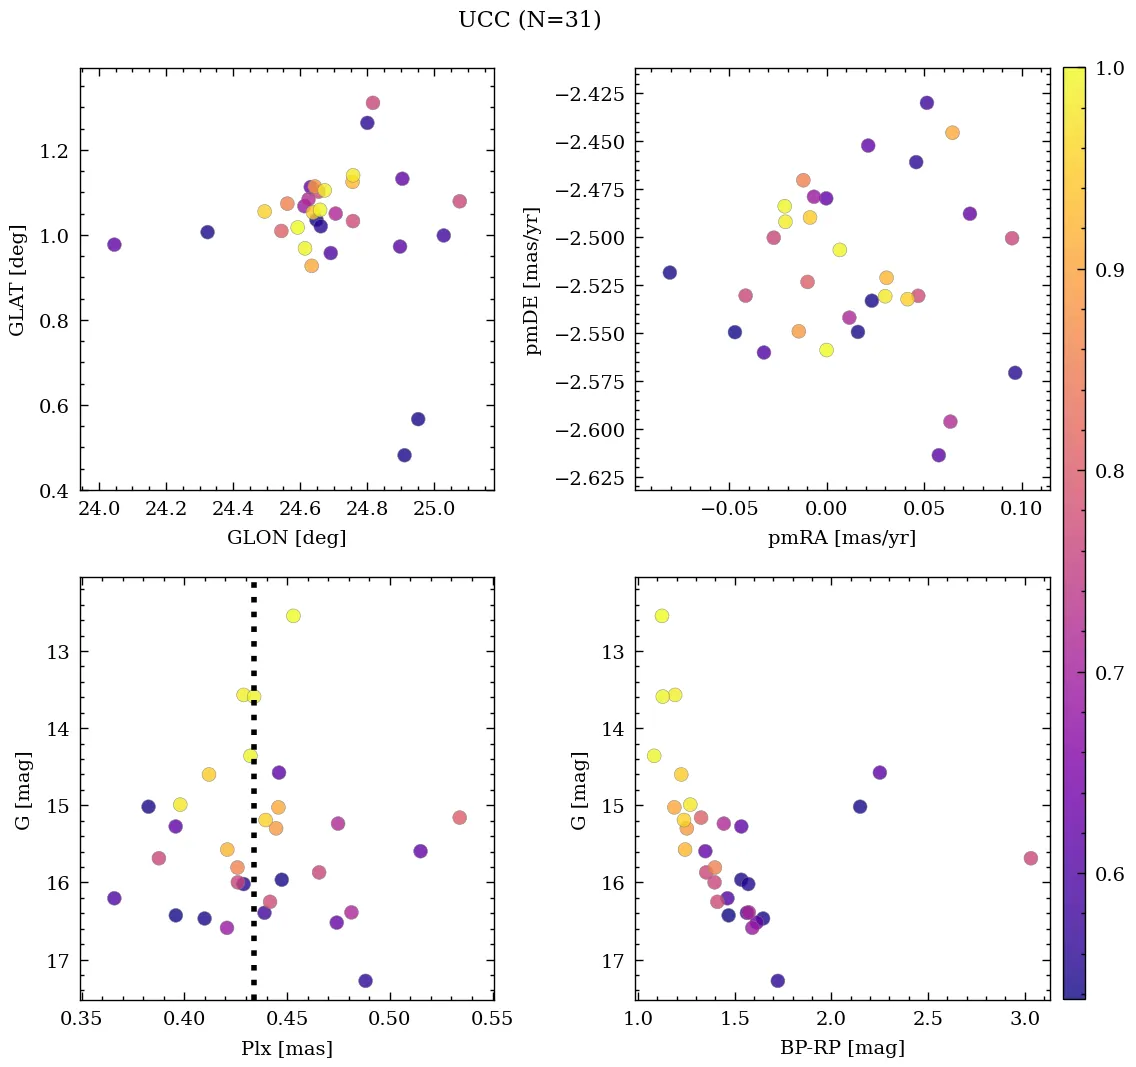 UCC (N=31)
1.2
1.0
0.8
0.6
0.4
GLAT [deg]
24.0 24.2 24.4 24.6 24.8 25.0
GLON [deg]
−2.425
−2.450
−2.475
−2.500
−2.525
−2.550
−2.575
−2.600
−2.625
pmDE [mas/yr]
−0.05 0.00 0.05 0.10
pmRA [mas/yr]
13
14
15
16
17
G [mag]
0.35 0.40 0.45 0.50 0.55
Plx [mas]
13
14
15
16
17
G [mag]
1.0 1.5 2.0 2.5 3.0
BP-RP [mag]
1.0
0.9
0.8
0.7
0.6